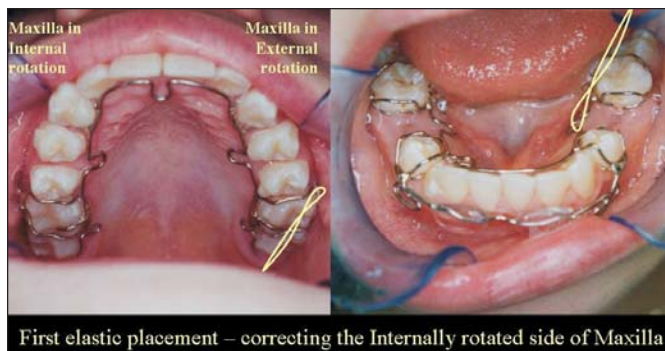 Maxilla in
Internal
rotation
Maxilla in
External
rotation
First elastic placement – correcting the Internally rotated side of Maxilla